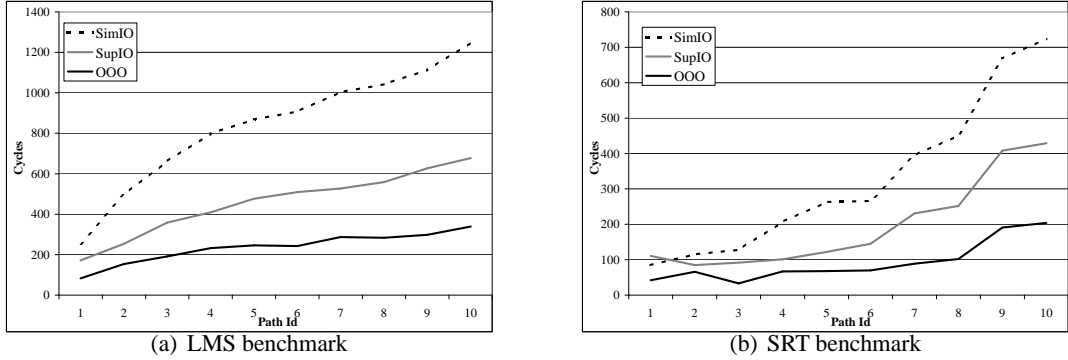 1400
1200
1000
800
600
400
200
0
Cycles
SimIO
SupIO
OOO
1 2 3 4 5 6 7 8 9 10
Path Id
(a) LMS benchmark
800
700
600
500
400
300
200
100
0
Cycles
SimIO
SupIO
OOO
1 2 3 4 5 6 7 8 9 10
Path Id
(b) SRT benchmark